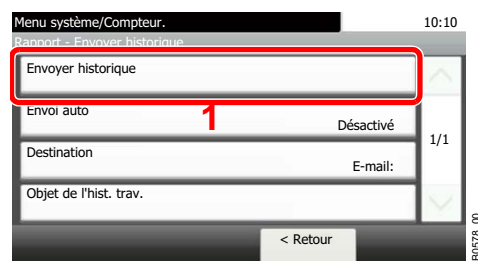 Menu système/Compteur.
10:10
Rapport - Envoyer historique
Envoyer historique
Envoi auto
1
Désactivé
1/1
Destination
E-mail:
Objet de l'hist. trav.
< Retour
B0578_00